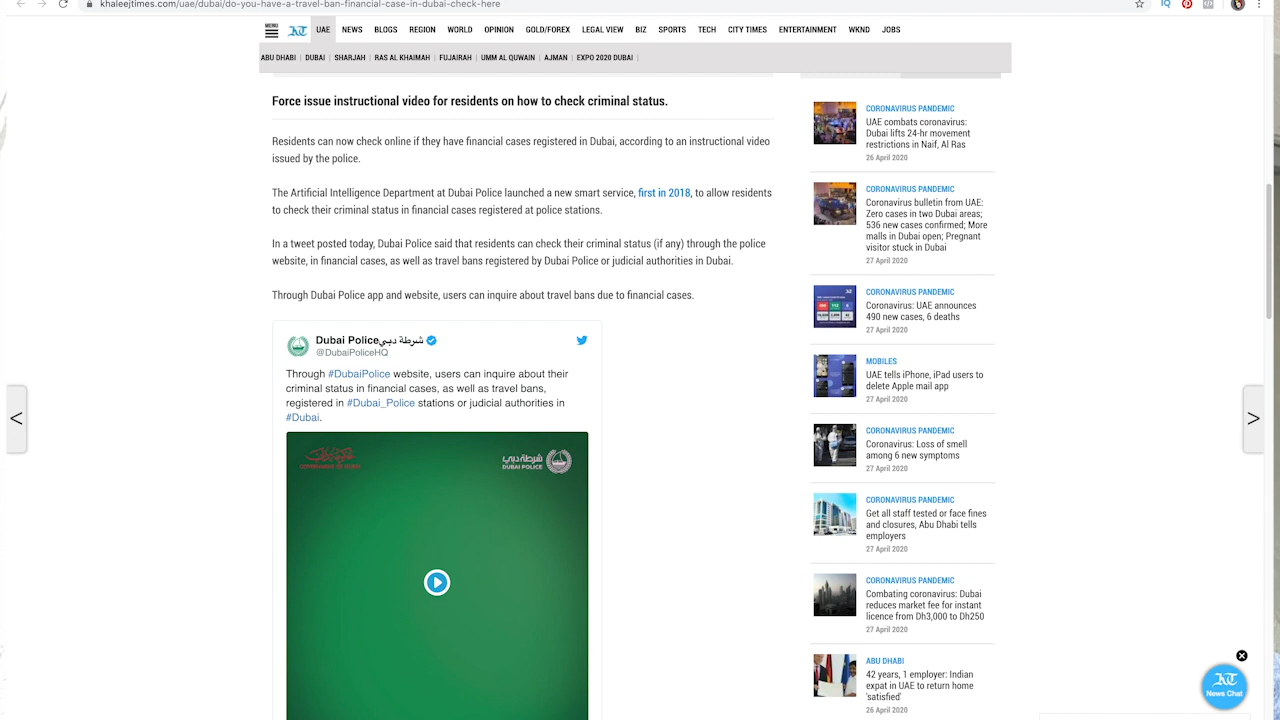 khaleejtimes.com/uae/dubai/do-you-have-a-travel-ban-financial-case-in-dubai-check-here
MENU
KT
UAE NEWS BLOGS REGION WORLD OPINION GOLD/FOREX LEGAL VIEW BIZ SPORTS TECH CITY TIMES ENTERTAINMENT WKND JOBS
ABU DHABI | DUBAI | SHARJAH | RAS AL KHAIMAH | FUJAIRAH | UMM AL QUWAIN | AJMAN | EXPO 2020 DUBAI |
Force issue instructional video for residents on how to check criminal status.
Residents can now check online if they have financial cases registered in Dubai, according to an instructional video
issued by the police.
The Artificial Intelligence Department at Dubai Police launched a new smart service, first in 2018, to allow residents
to check their criminal status in financial cases registered at police stations.
In a tweet posted today, Dubai Police said that residents can check their criminal status (if any) through the police
website, in financial cases, as well as travel bans registered by Dubai Police or judicial authorities in Dubai.
Through Dubai Police app and website, users can inquire about travel bans due to financial cases.
Dubai Police شرطة دبي
@DubaiPoliceHQ
Through #DubaiPolice website, users can inquire about their
criminal status in financial cases, as well as travel bans,
registered in #Dubai_Police stations or judicial authorities in
#Dubai.
شرطة دبي
DUBAI POLICE
CORONAVIRUS PANDEMIC
UAE combats coronavirus:
Dubai lifts 24-hr movement
restrictions in Naif, Al Ras
26 April 2020
CORONAVIRUS PANDEMIC
Coronavirus bulletin from UAE:
Zero cases in two Dubai areas;
536 new cases confirmed; More
malls in Dubai open; Pregnant
visitor stuck in Dubai
27 April 2020
CORONAVIRUS PANDEMIC
Coronavirus: UAE announces
490 new cases, 6 deaths
27 April 2020
MOBILES
UAE tells iPhone, iPad users to
delete Apple mail app
27 April 2020
CORONAVIRUS PANDEMIC
Coronavirus: Loss of smell
among 6 new symptoms
27 April 2020
CORONAVIRUS PANDEMIC
Get all staff tested or face fines
and closures, Abu Dhabi tells
employers
27 April 2020
CORONAVIRUS PANDEMIC
Combating coronavirus: Dubai
reduces market fee for instant
licence from Dh3,000 to Dh250
27 April 2020
ABU DHABI
42 years, 1 employer: Indian
expat in UAE to return home
'satisfied'
26 April 2020
<
>
KT
News Chat